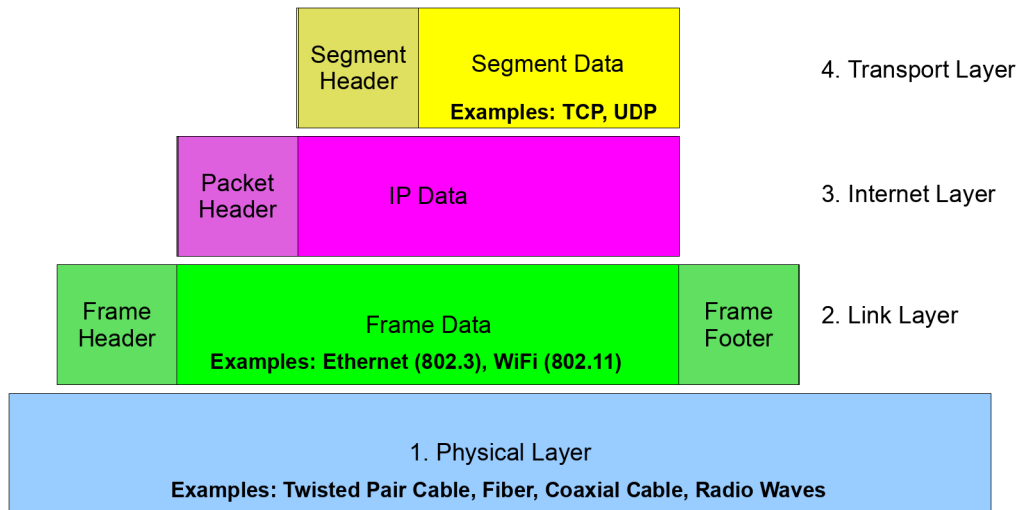 Segment
Header
Segment Data
Examples: TCP, UDP
4. Transport Layer
Packet
Header
IP Data
3. Internet Layer
Frame
Header
Frame Data
Examples: Ethernet (802.3), WiFi (802.11)
Frame
Footer
2. Link Layer
1. Physical Layer
Examples: Twisted Pair Cable, Fiber, Coaxial Cable, Radio Waves